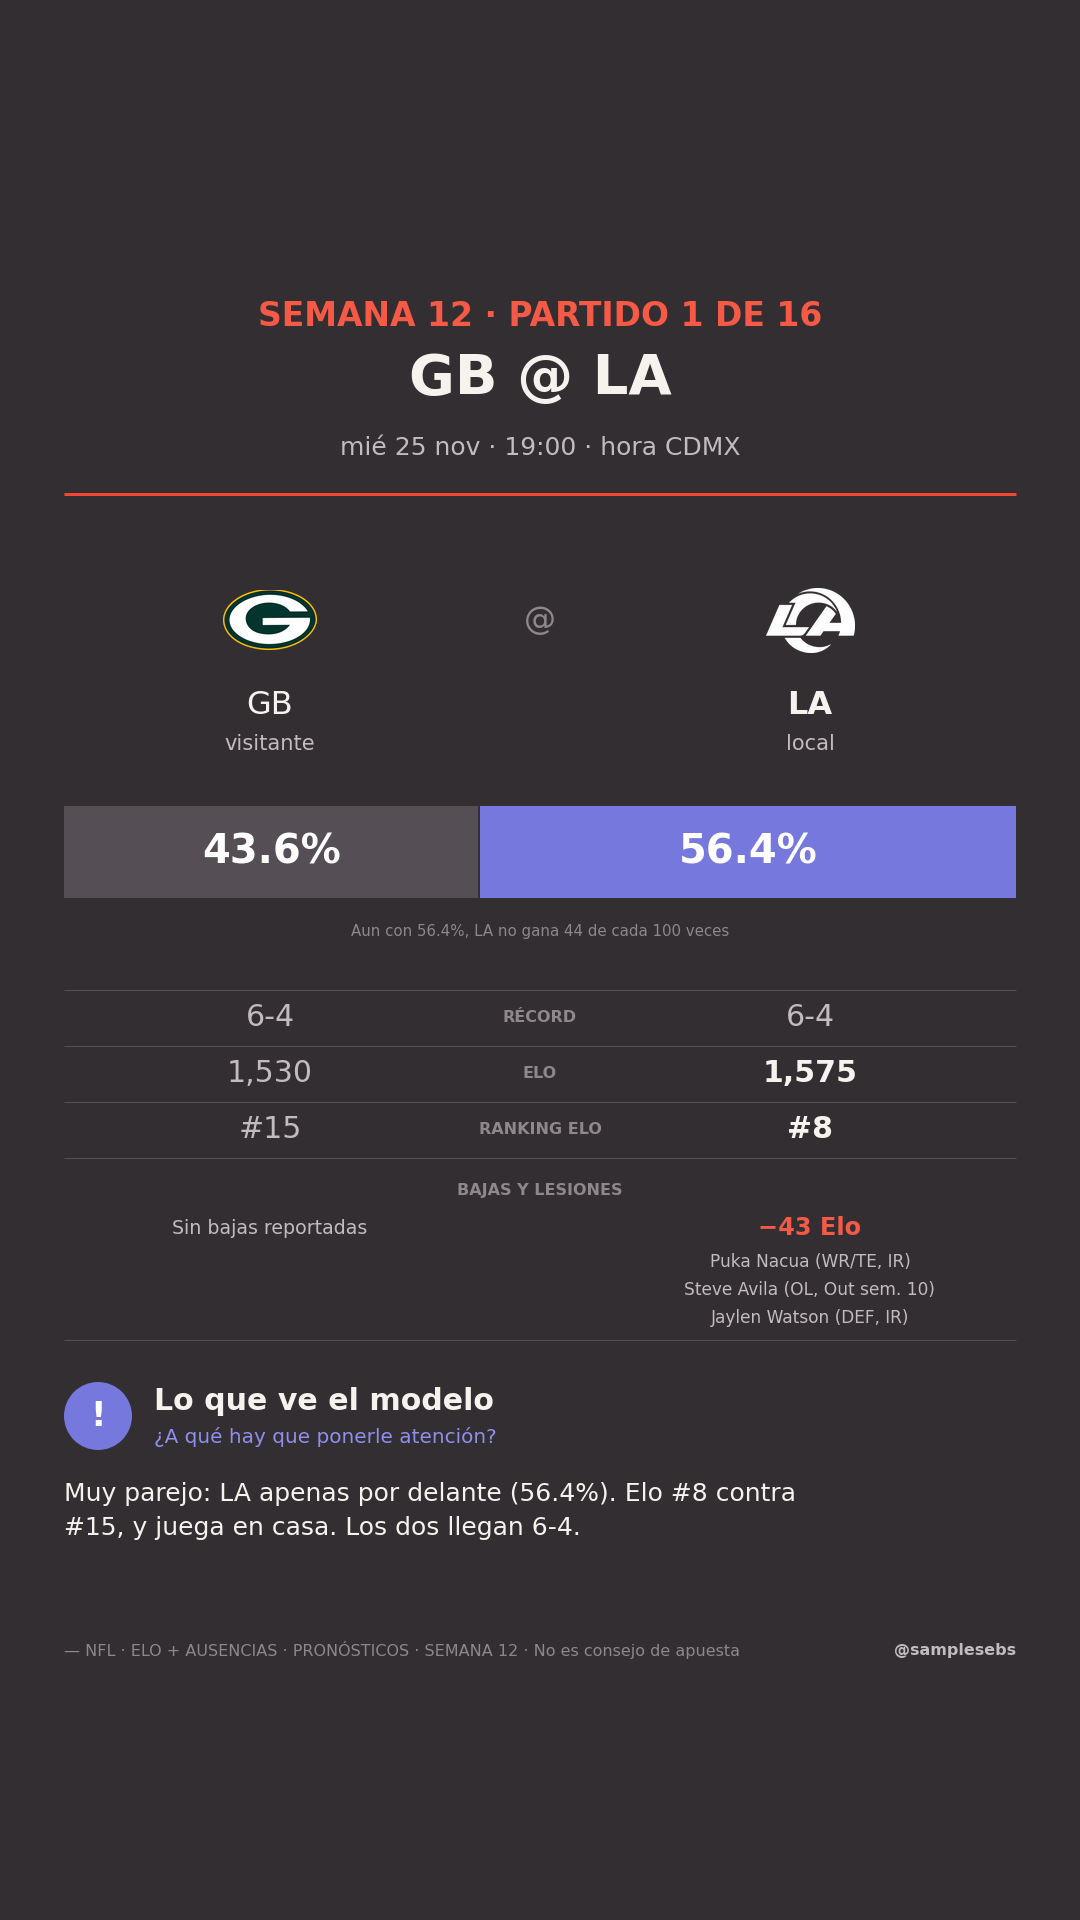 SEMANA 12 · PARTIDO 1 DE 16
GB @ LA
mié 25 nov · 19:00 · hora CDMX
G
@
LA
GB
LA
visitante
local
43.6%
56.4%
Aun con 56.4%, LA no gana 44 de cada 100 veces
6-4 RÉCORD 6-4
1,530 ELO 1,575
#15 RANKING ELO #8
BAJAS Y LESIONES
Sin bajas reportadas
−43 Elo
Puka Nacua (WR/TE, IR)
Steve Avila (OL, Out sem. 10)
Jaylen Watson (DEF, IR)
!
Lo que ve el modelo
¿A qué hay que ponerle atención?
Muy parejo: LA apenas por delante (56.4%). Elo #8 contra
#15, y juega en casa. Los dos llegan 6-4.
— NFL · ELO + AUSENCIAS · PRONÓSTICOS · SEMANA 12 · No es consejo de apuesta
@samplesebs